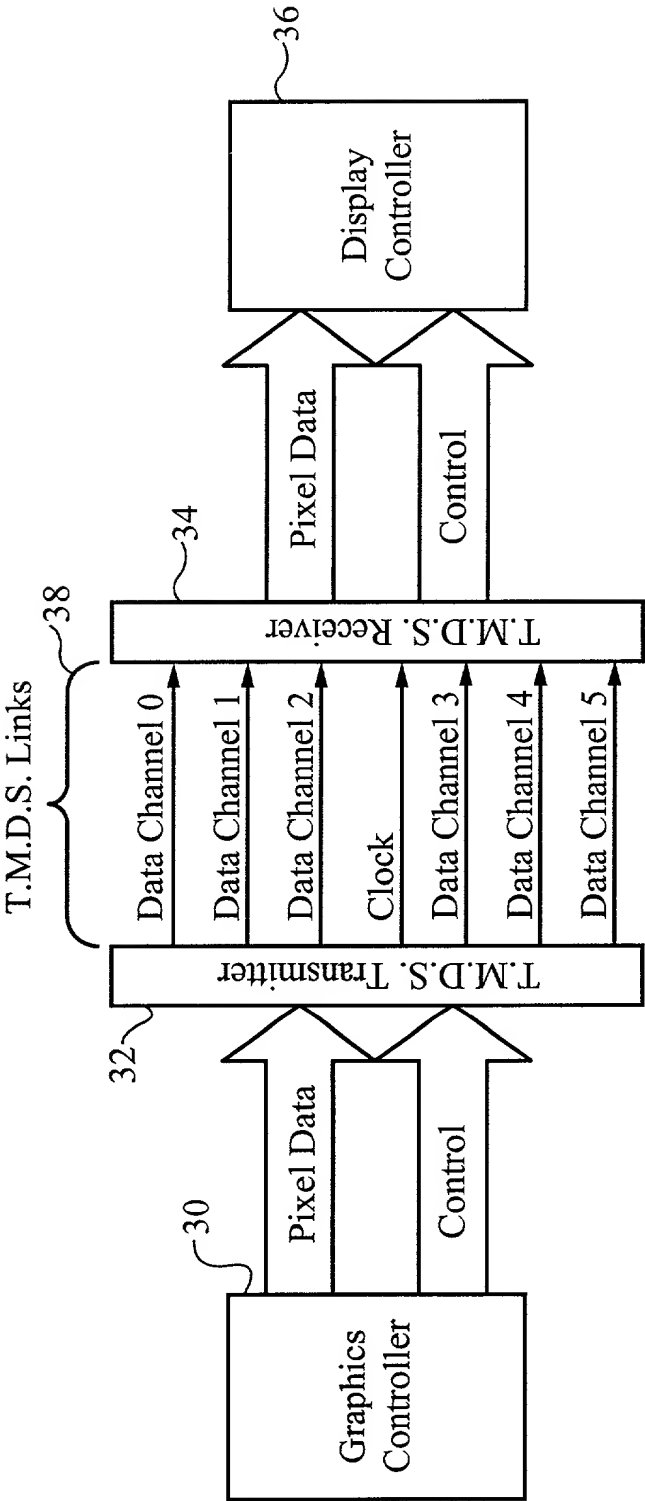 T.M.D.S. Links
38
Graphics
Controller
30
Pixel Data
Control
32
T.M.D.S. Transmitter
Data Channel 0
Data Channel 1
Data Channel 2
Clock
Data Channel 3
Data Channel 4
Data Channel 5
34
T.M.D.S. Receiver
Pixel Data
Control
36
Display
Controller